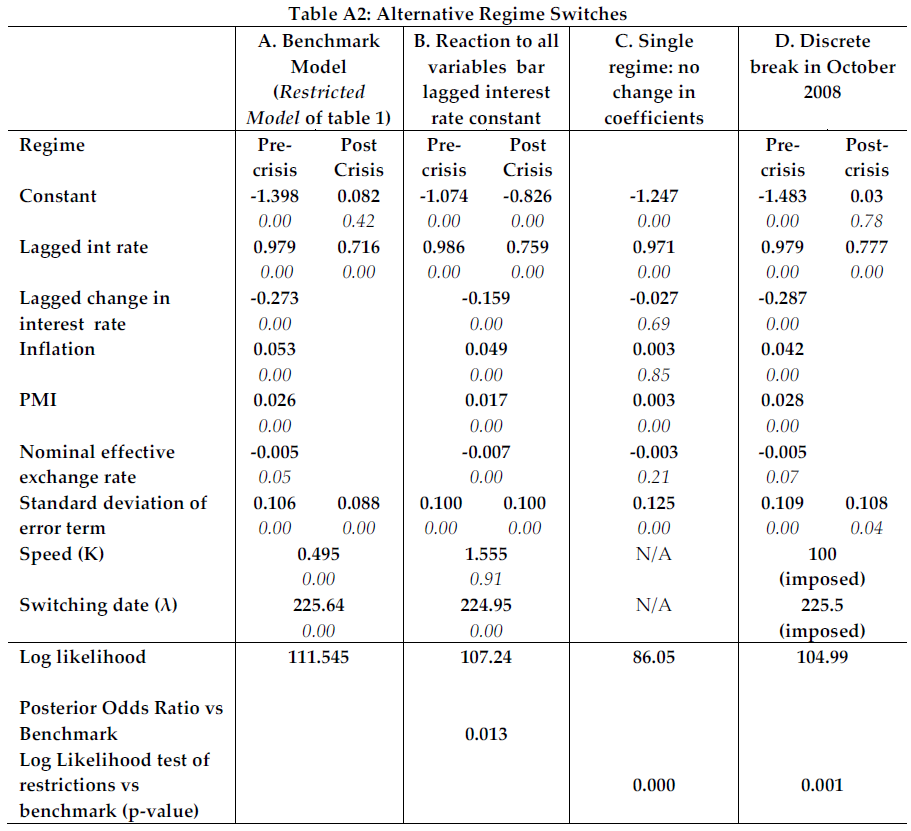 Table A2: Alternative Regime Switches
A. Benchmark Model (Restricted Model of table 1) B. Reaction to all variables bar lagged interest rate constant C. Single regime: no change in coefficients D. Discrete break in October 2008
Regime Pre-crisis Post Crisis Pre-crisis Post Crisis Pre-crisis Post-crisis
Constant -1.398 0.082 -1.074 -0.826 -1.247 -1.483 0.03
0.00 0.42 0.00 0.00 0.00 0.00 0.78
Lagged int rate 0.979 0.716 0.986 0.759 0.971 0.979 0.777
0.00 0.00 0.00 0.00 0.00 0.00 0.00
Lagged change in -0.273 -0.159 -0.027 -0.287
interest rate 0.00 0.00 0.69 0.00
Inflation 0.053 0.049 0.003 0.042
0.00 0.00 0.85 0.00
PMI 0.026 0.017 0.003 0.028
0.00 0.00 0.00 0.00
Nominal effective -0.005 -0.007 -0.003 -0.005
exchange rate 0.05 0.00 0.21 0.07
Standard deviation of 0.106 0.088 0.100 0.100 0.125 0.109 0.108
error term 0.00 0.00 0.00 0.00 0.00 0.00 0.04
Speed (K) 0.495 1.555 N/A 100
0.00 0.91 (imposed)
Switching date (λ) 225.64 224.95 N/A 225.5
0.00 0.00 (imposed)
Log likelihood 111.545 107.24 86.05 104.99
Posterior Odds Ratio vs
Benchmark 0.013
Log Likelihood test of
restrictions vs 0.000 0.001
benchmark (p-value)